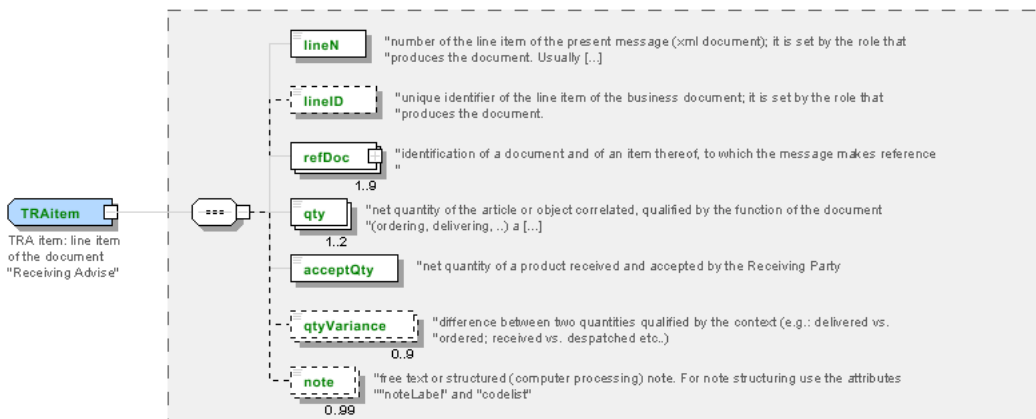 lineN
"number of the line item of the present message (xml document); it is set by the role that
"produces the document. Usually [...]
lineID
"unique identifier of the line item of the business document; it is set by the role that
"produces the document.
refDoc
"identification of a document and of an item thereof, to which the message makes reference
"
1..9
TRAitem
TRA item: line item
of the document
"Receiving Advise"
qty
"net quantity of the article or object correlated, qualified by the function of the document
"(ordering, delivering, ..) a [...]
1..2
acceptQty
"net quantity of a product received and accepted by the Receiving Party
qtyVariance
"difference between two quantities qualified by the context (e.g.: delivered vs.
"ordered; received vs. despatched etc..)
0..9
note
"free text or structured (computer processing) note. For note structuring use the attributes
""noteLabel" and "codelist"
0..99